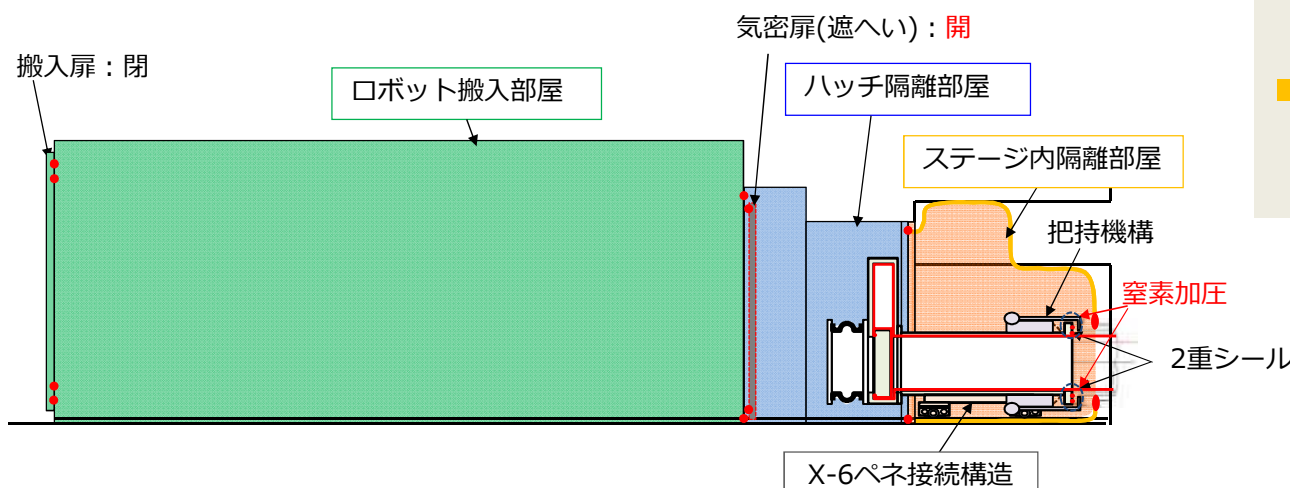 気密扉(遮へい)：開
搬入扉：閉
ロボット搬入部屋
ハッチ隔離部屋
ステージ内隔離部屋
把持機構
窒素加圧
2重シール
X-6ペネ接続構造